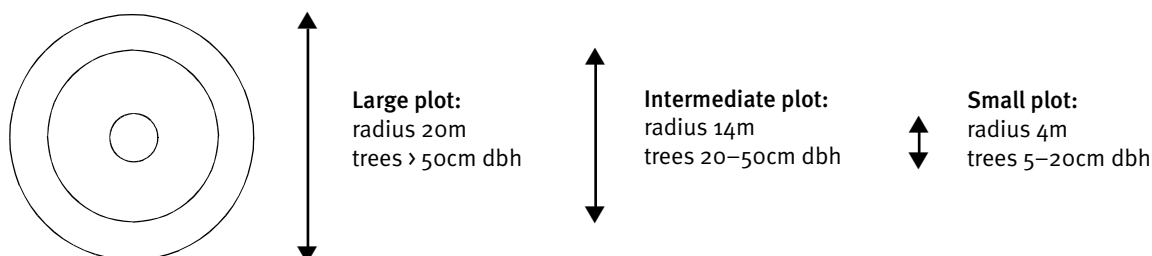 Large plot:
radius 20m
trees > 50cm dbh
Intermediate plot:
radius 14m
trees 20–50cm dbh
Small plot:
radius 4m
trees 5–20cm dbh